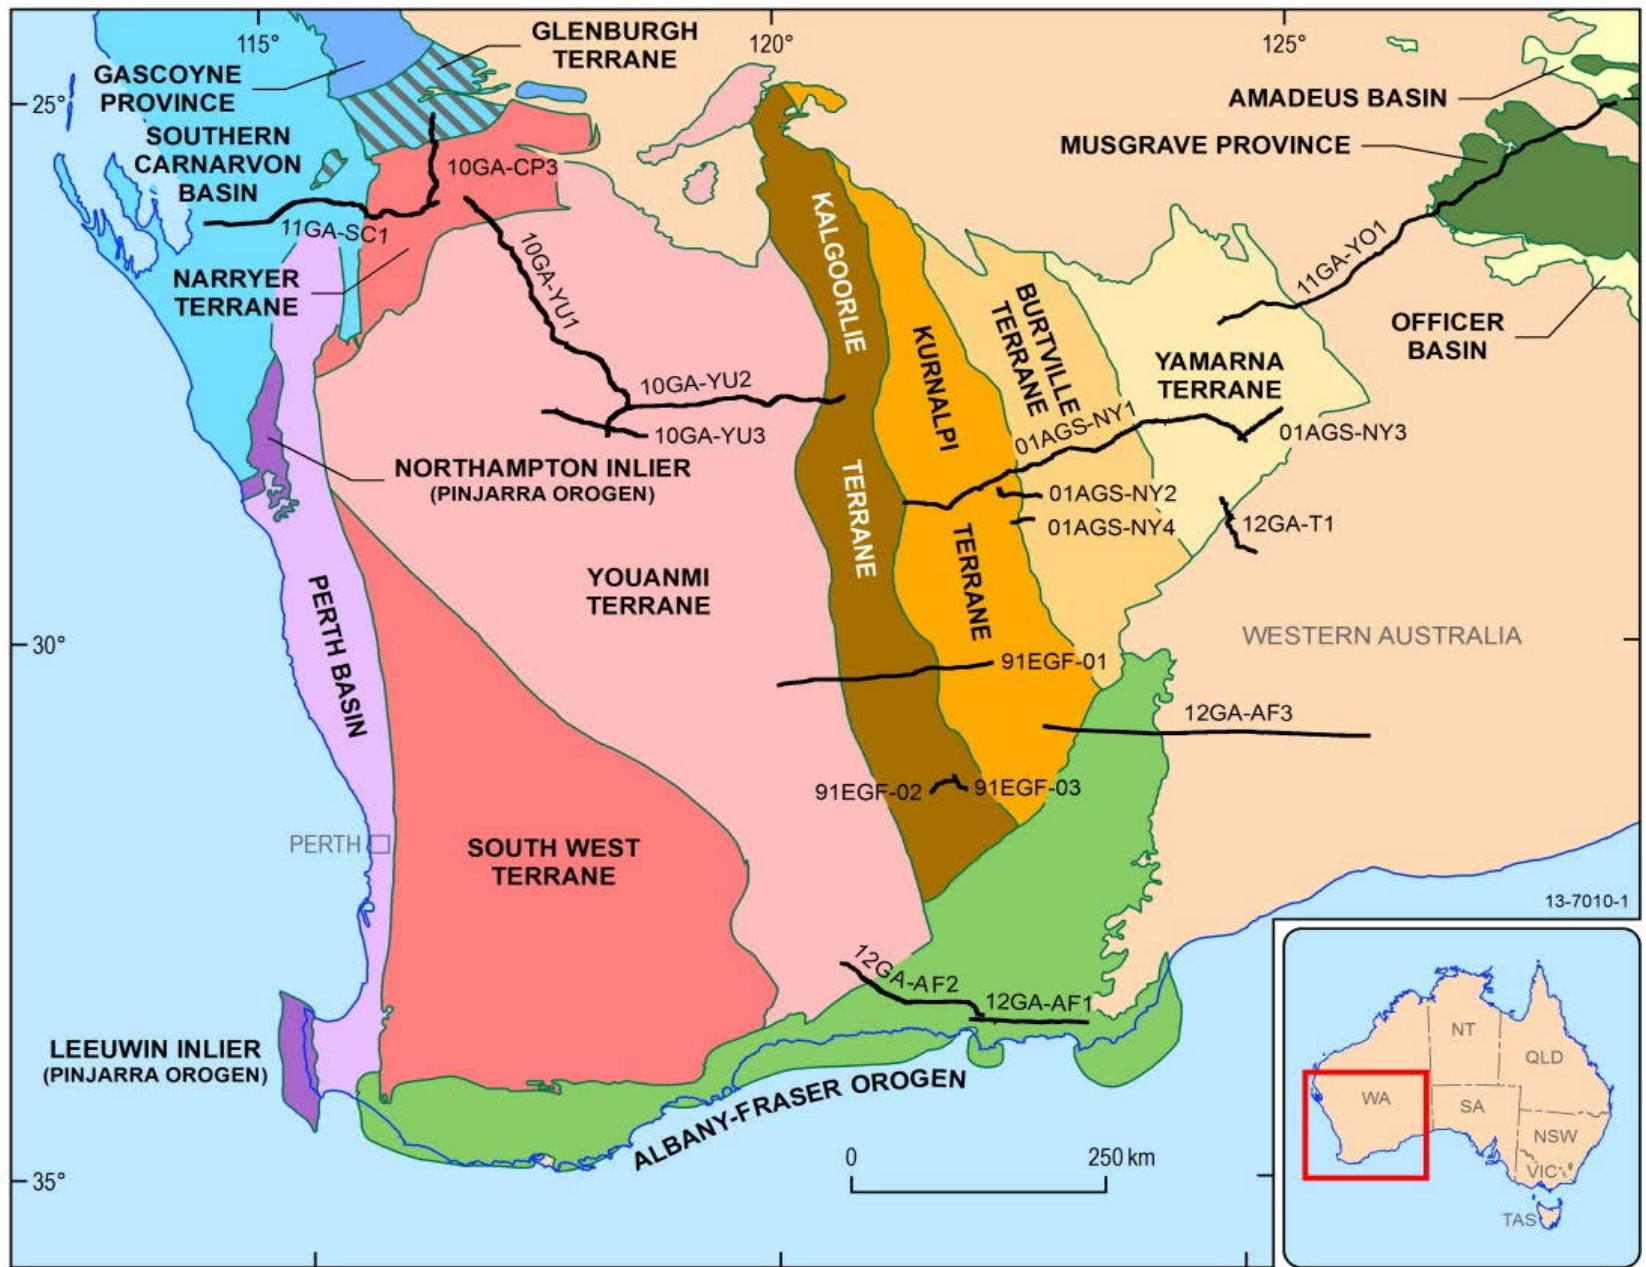 115°
120°
125°
25°
30°
35°
GLENBURGH
TERRANE
GASCOYNE
PROVINCE
SOUTHERN
CARNARVON
BASIN
AMADEUS BASIN
MUSGRAVE PROVINCE
10GA-CP3
11GA-SC1
NARRYER
TERRANE
10GA-YU1
KALGOORLIE
TERRANE
KURNALPI
TERRANE
BURTVILLE
TERRANE
11GA-YO1
OFFICER
BASIN
YAMARNA
TERRANE
10GA-YU2
10GA-YU3
01AGS-NY1
01AGS-NY3
NORTHAMPTON INLIER
(PINJARRA OROGEN)
01AGS-NY2
01AGS-NY4
12GA-T1
YOUANMI
TERRANE
PERTH BASIN
WESTERN AUSTRALIA
91EGF-01
12GA-AF3
91EGF-02
91EGF-03
PERTH
SOUTH WEST
TERRANE
13-7010-1
12GA-AF2
12GA-AF1
LEEUWIN INLIER
(PINJARRA OROGEN)
ALBANY-FRASER OROGEN
0
250 km
NT
QLD
WA
SA
NSW
VIC
TAS